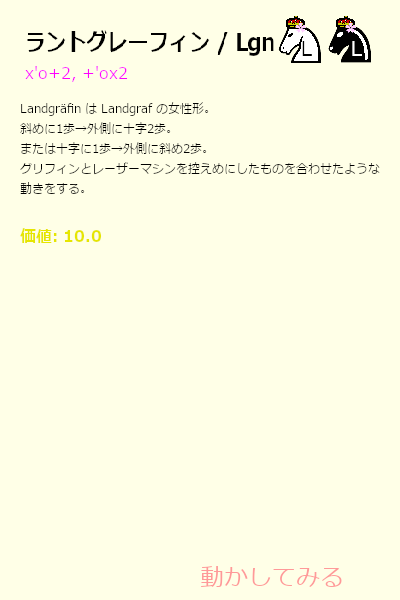 ラントグレーフィン / Lgn
L L
x'o+2, +'ox2
Landgräfin は Landgraf の女性形。
斜めに1歩→外側に十字2歩。
または十字に1歩→外側に斜め2歩。
グリフィンとレーザーマシンを控えめにしたものを合わせたような
動きをする。
価値: 10.0
動かしてみる